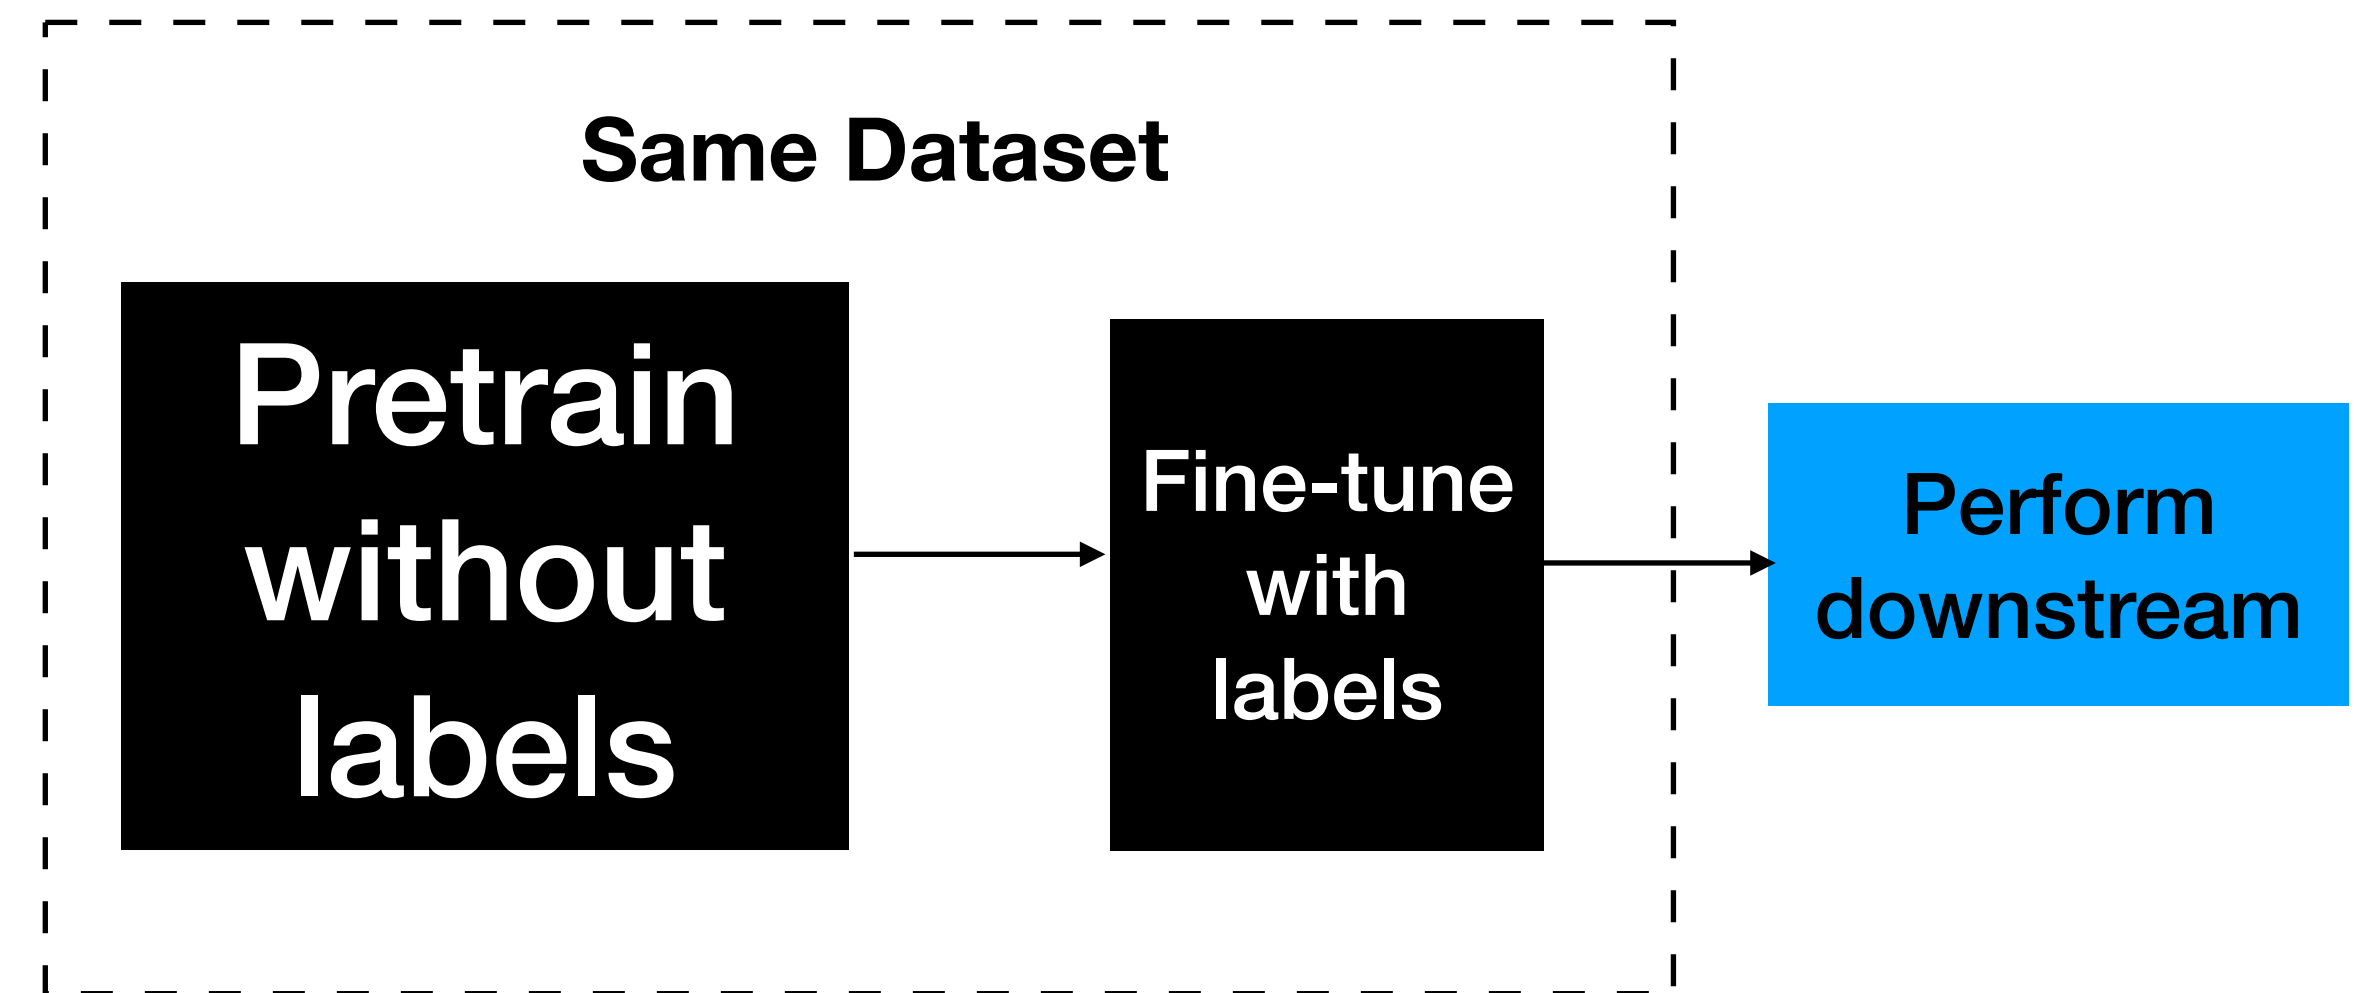 Same Dataset
Pretrain
without
labels
Fine-tune
with
labels
Perform
downstream